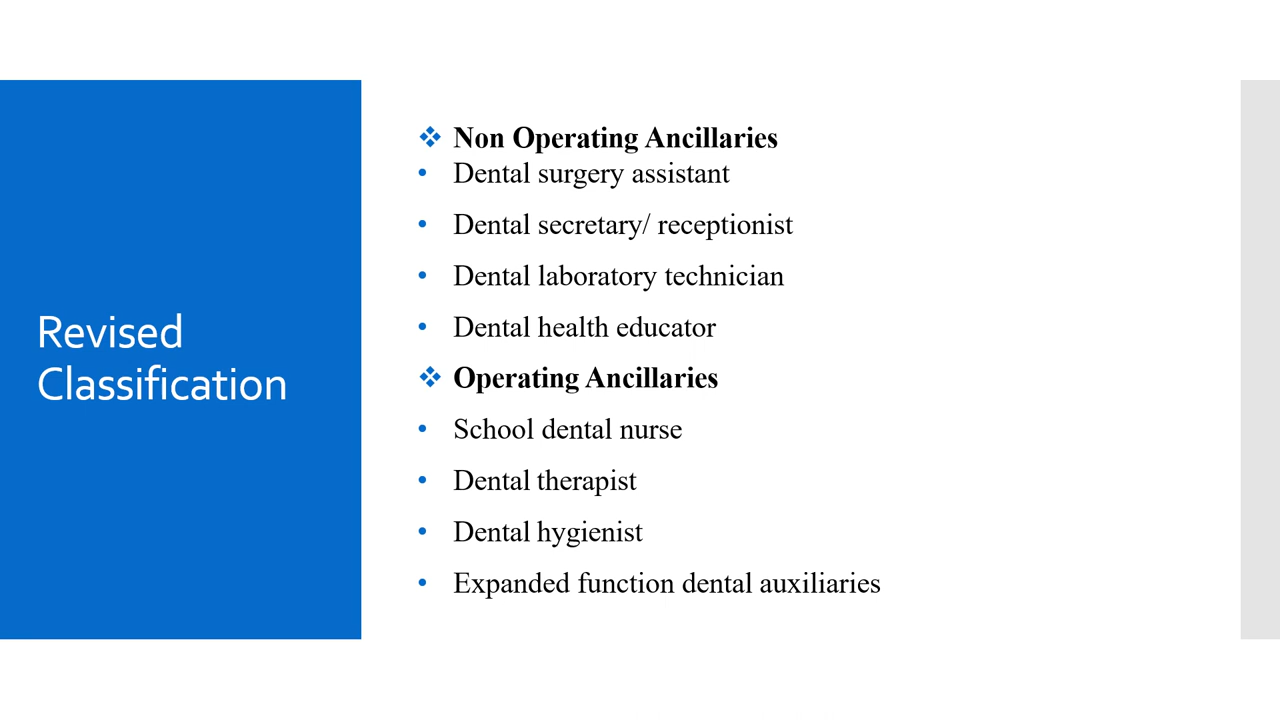 Revised
Classification
❖ Non Operating Ancillaries
• Dental surgery assistant
• Dental secretary/ receptionist
• Dental laboratory technician
• Dental health educator
❖ Operating Ancillaries
• School dental nurse
• Dental therapist
• Dental hygienist
• Expanded function dental auxiliaries